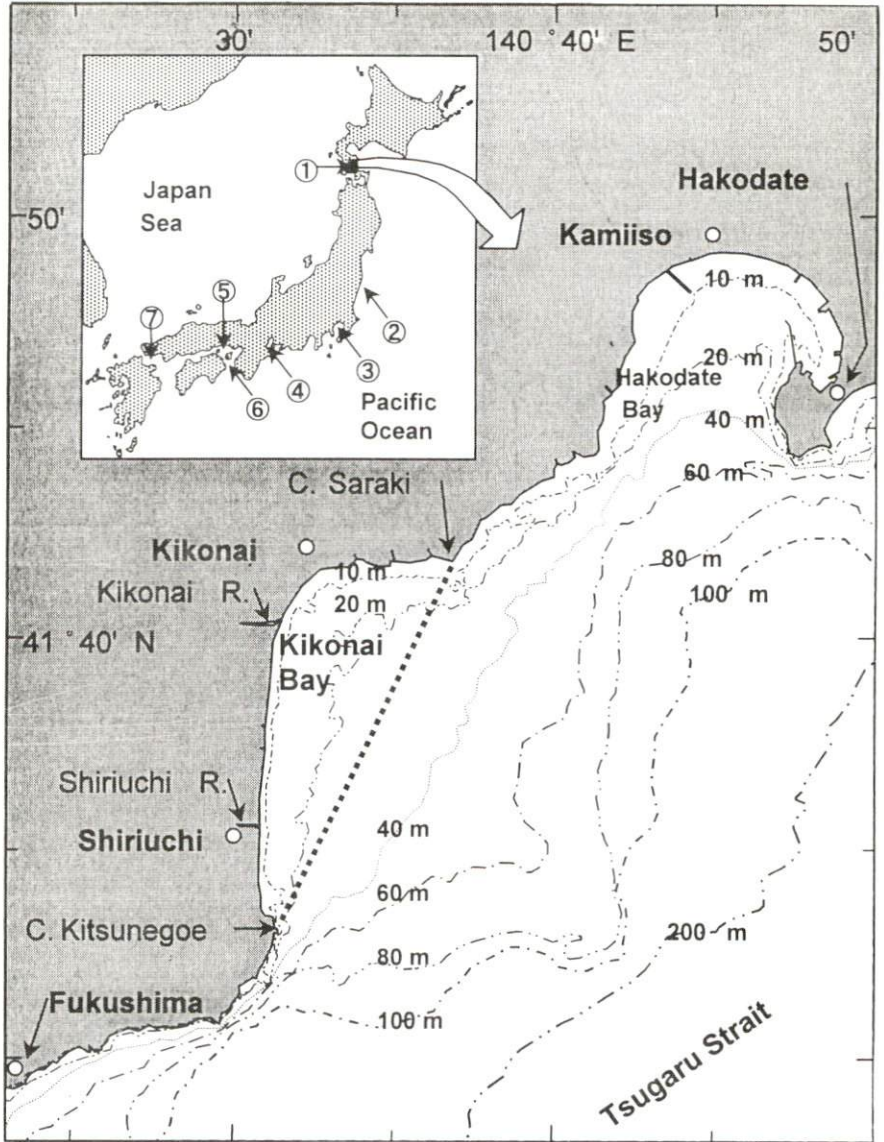 30' 140 ° 40' E 50'
①
Hakodate
Japan
Sea
50'
Kamiiso
10 m
⑦ ⑤
②
20 m
Hakodate
Bay
③
④
⑥
40 m
Pacific
Ocean
60 m
C. Saraki
Kikonai
10 m
80 m
Kikonai R.
20 m
100 m
41 ° 40' N
Kikonai
Bay
Shiriuchi R.
Shiriuchi
40 m
60 m
C. Kitsunegoe
200 m
80 m
Fukushima
100 m
Tsugaru Strait